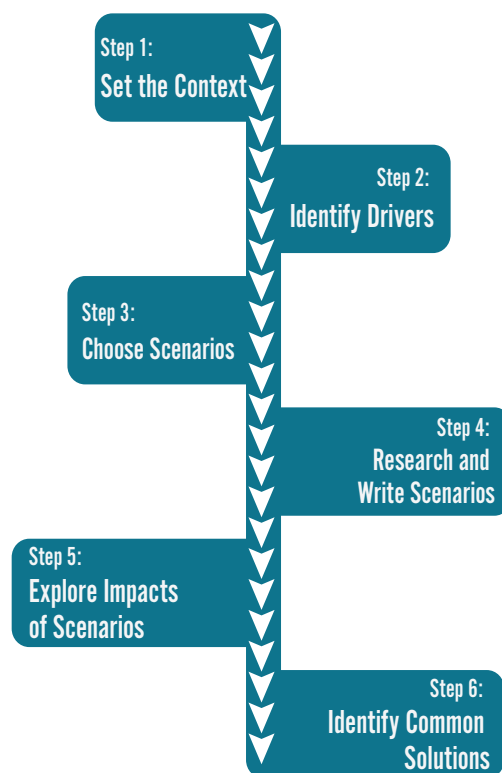 Step 1:
Set the Context
Step 2:
Identify Drivers
Step 3:
Choose Scenarios
Step 4:
Research and
Write Scenarios
Step 5:
Explore Impacts
of Scenarios
Step 6:
Identify Common
Solutions